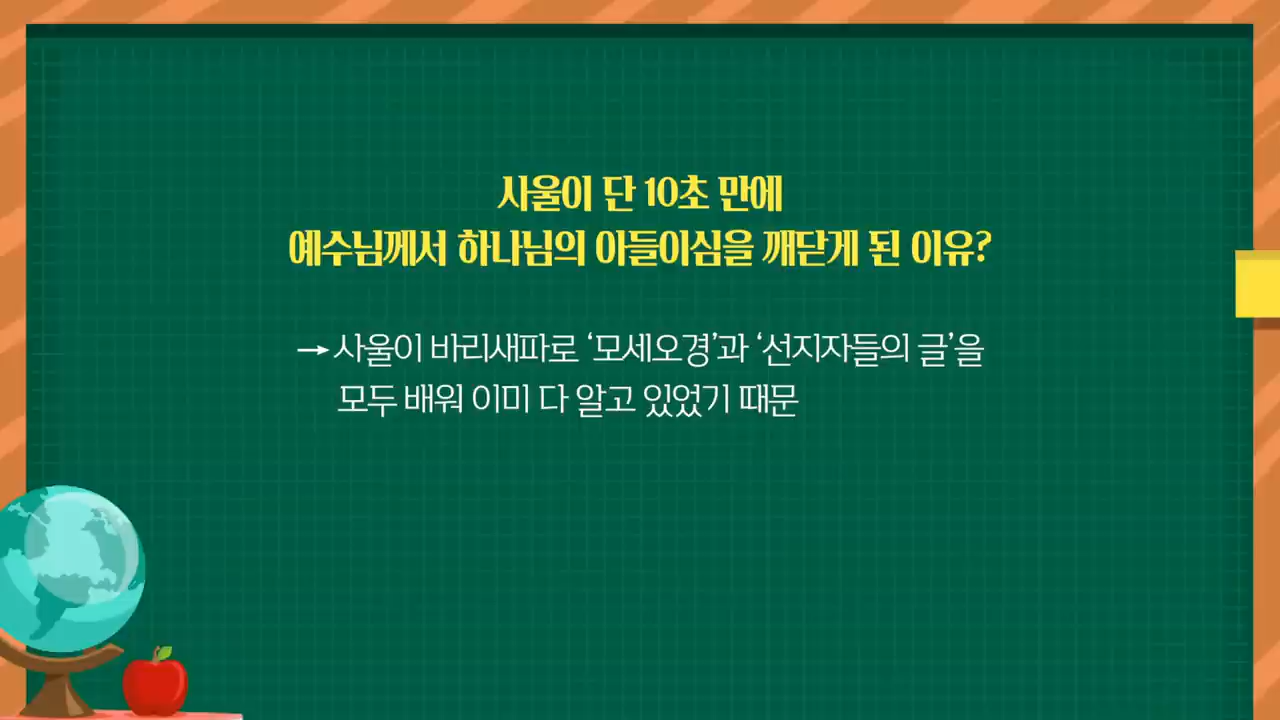 사울이 단 10초 만에
예수님께서 하나님의 아들이심을 깨닫게 된 이유?
→ 사울이 바리새파로 ‘모세오경’과 ‘선지자들의 글’을
모두 배워 이미 다 알고 있었기 때문